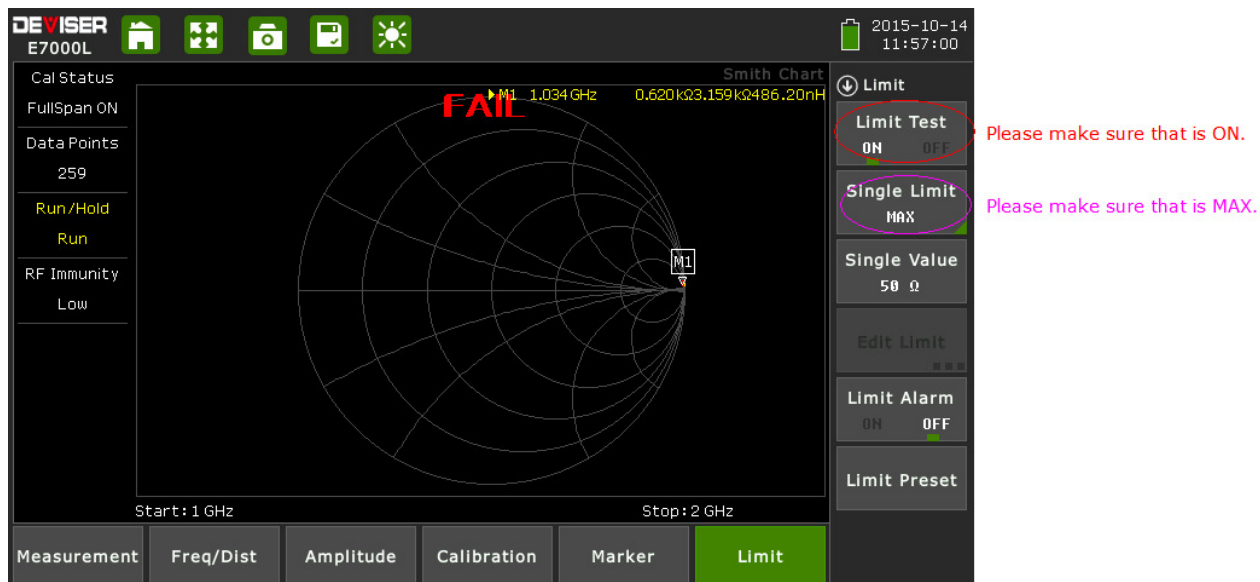 DEVISER
E7000L
2015-10-14
11:57:00
Cal Status
FullSpan ON
Data Points
259
Run/Hold
Run
RF Immunity
Low
Smith Chart
FAIL
M1 1.034GHz 0.620kΩ3.159kΩ486.20nH
M1
Start:1 GHz
Stop:2 GHz
Limit
Limit Test
ON OFF
Please make sure that is ON.
Single Limit
MAX
Please make sure that is MAX.
Single Value
50 Ω
Edit Limit
Limit Alarm
ON OFF
Limit Preset
Measurement Freq/Dist Amplitude Calibration Marker Limit